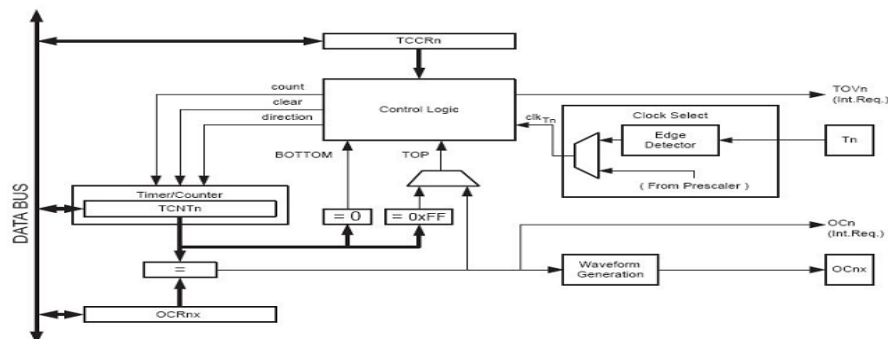 TCCRn
count
clear
direction
Control Logic
TOVn
(Int.Req.)
clkTn
Clock Select
Edge
Detector
Tn
( From Prescaler )
BOTTOM
TOP
Timer/Counter
TCNTn
= 0
= 0xFF
DATA BUS
OCn
(Int.Req.)
=
Waveform
Generation
OCnx
OCRnx